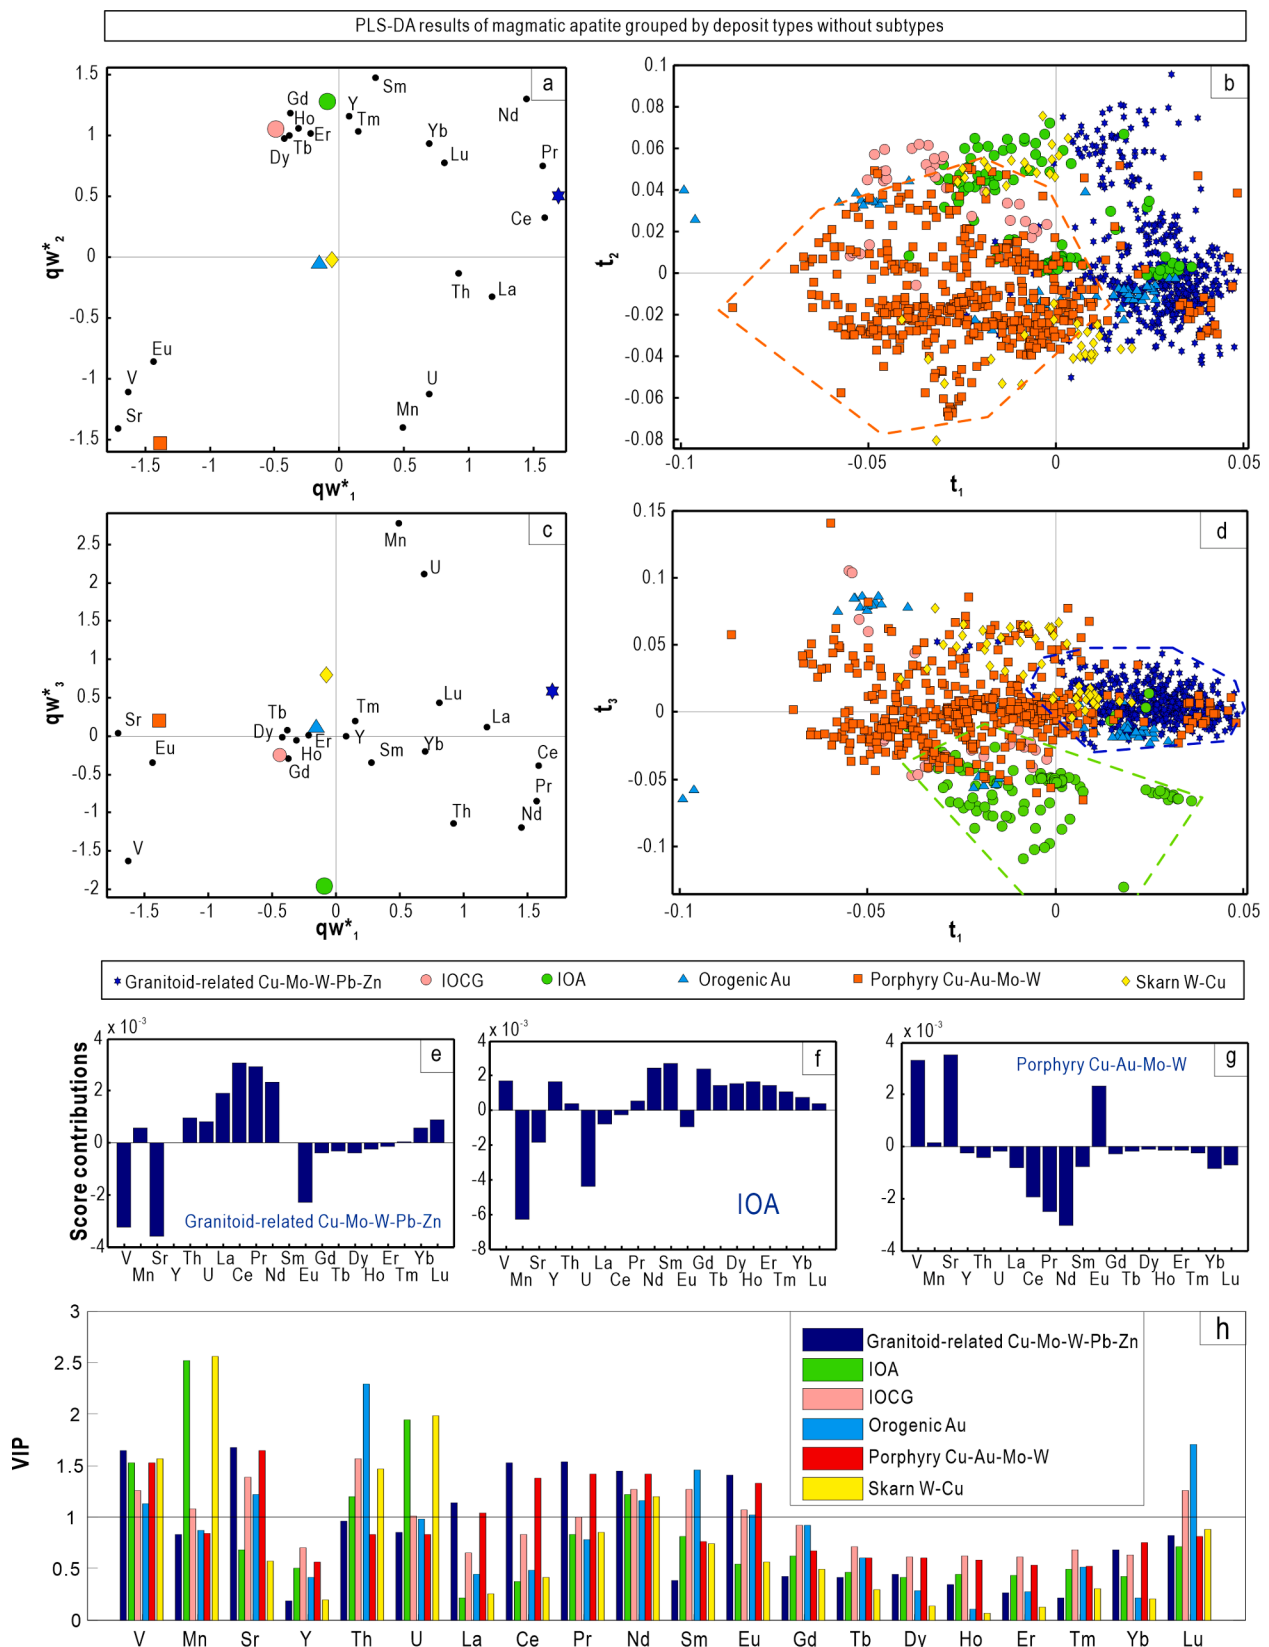 PLS-DA results of magmatic apatite grouped by deposit types without subtypes
a
1.5
1
0.5
0
-0.5
-1
-1.5
qw*2
Sm
Gd
Y
Nd
Ho
Tm
Er
Tb
Dy
Yb
Lu
Pr
Ce
Th
La
Eu
V
U
Sr
Mn
-1.5
-1
-0.5
0
0.5
1
1.5
qw*1
b
0.1
0.08
0.06
0.04
0.02
0
-0.02
-0.04
-0.06
-0.08
t2
-0.1
-0.05
0
0.05
t1
c
2.5
2
1.5
1
0.5
0
-0.5
-1
-1.5
-2
qw*3
Mn
U
Sr
Tb
Tm
Lu
La
Dy
Er
Y
Eu
Ho
Sm
Yb
Ce
Gd
Pr
Th
Nd
V
-1.5
-1
-0.5
0
0.5
1
1.5
qw*1
d
0.15
0.1
0.05
0
-0.05
-0.1
t3
-0.1
-0.05
0
0.05
t1
Granitoid-related Cu-Mo-W-Pb-Zn IOCG IOA Orogenic Au Porphyry Cu-Au-Mo-W Skarn W-Cu
Score contributions
x 10-3
e
4
2
0
-2
-4
Granitoid-related Cu-Mo-W-Pb-Zn
V Sr Th La Pr Sm Gd Dy Er Yb
Mn Y U Ce Nd Eu Tb Ho Tm Lu
x 10-3
f
4
2
0
-2
-4
-6
-8
IOA
V Sr Th La Pr Sm Gd Dy Er Yb
Mn Y U Ce Nd Eu Tb Ho Tm Lu
x 10-3
g
4
2
0
-2
-4
Porphyry Cu-Au-Mo-W
V Sr Th La Pr Sm Gd Dy Er Yb
Mn Y U Ce Nd Eu Tb Ho Tm Lu
h
VIP
3
2.5
2
1.5
1
0.5
0
Granitoid-related Cu-Mo-W-Pb-Zn
IOA
IOCG
Orogenic Au
Porphyry Cu-Au-Mo-W
Skarn W-Cu
V Mn Sr Y Th U La Ce Pr Nd Sm Eu Gd Tb Dy Ho Er Tm Yb Lu